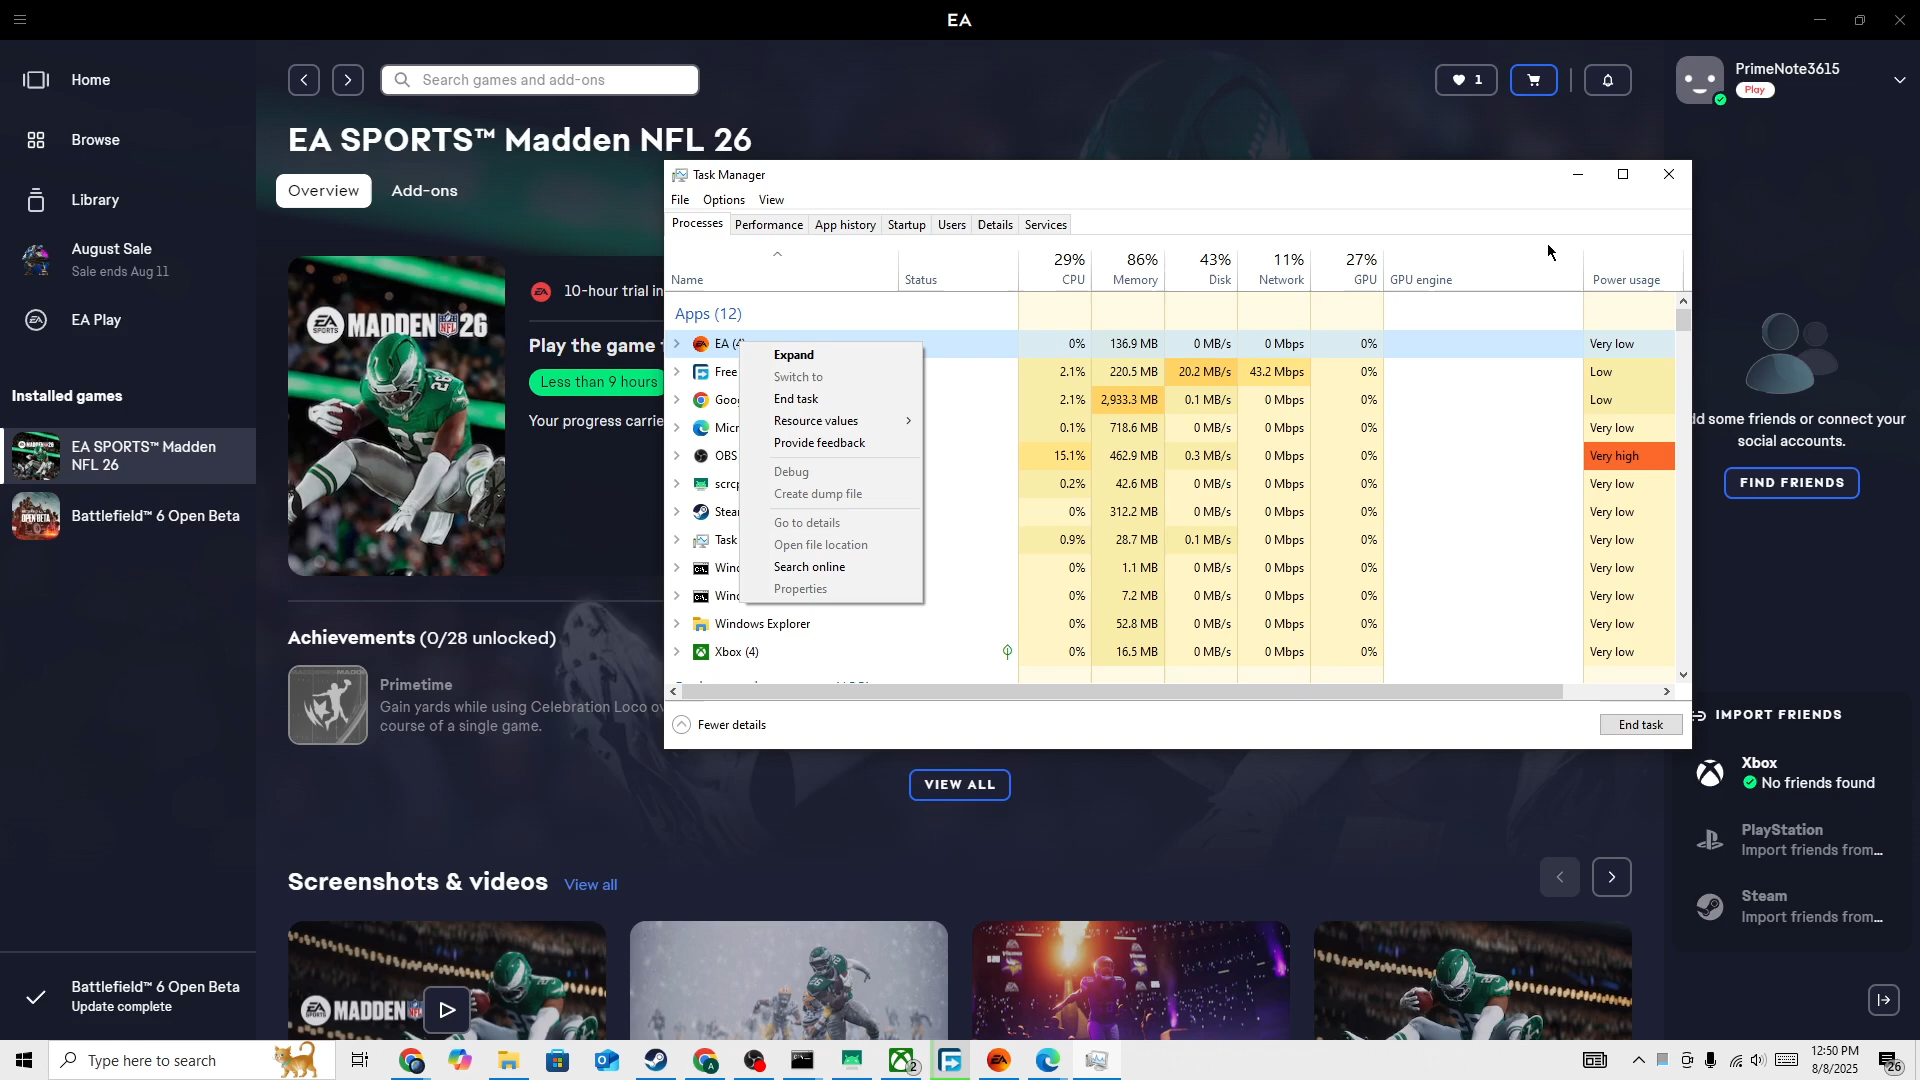 EA
Home
Browse
Library
August Sale
Sale ends Aug 11
EA Play
Installed games
EA SPORTS™ Madden
NFL 26
Battlefield™ 6 Open Beta
Battlefield™ 6 Open Beta
Update complete
Search games and add-ons
1
PrimeNote3615
Play
EA SPORTS™ Madden NFL 26
Overview
Add-ons
EA SPORTS MADDEN NFL 26
10-hour trial in
Play the game
Less than 9 hours
Your progress carrie
Achievements (0/28 unlocked)
Primetime
Gain yards while using Celebration Loco
course of a single game.
VIEW ALL
Screenshots & videos
View all
Task Manager
File Options View
Processes Performance App history Startup Users Details Services
29% 86% 43% 11% 27%
Name Status CPU Memory Disk Network GPU GPU engine Power usage
Apps (12)
EA 0% 136.9 MB 0 MB/s 0 Mbps 0% Very low
Free 2.1% 220.5 MB 20.2 MB/s 43.2 Mbps 0% Low
Goo 2.1% 2,933.3 MB 0.1 MB/s 0 Mbps 0% Low
Micr 0.1% 718.6 MB 0 MB/s 0 Mbps 0% Very low
OBS 15.1% 462.9 MB 0.3 MB/s 0 Mbps 0% Very high
scrcp 0.2% 42.6 MB 0 MB/s 0 Mbps 0% Very low
Stear 0% 312.2 MB 0 MB/s 0 Mbps 0% Very low
Task 0.9% 28.7 MB 0.1 MB/s 0 Mbps 0% Very low
Wind 0% 1.1 MB 0 MB/s 0 Mbps 0% Very low
Wind 0% 7.2 MB 0 MB/s 0 Mbps 0% Very low
Windows Explorer 0% 52.8 MB 0 MB/s 0 Mbps 0% Very low
Xbox (4) 0% 16.5 MB 0 MB/s 0 Mbps 0% Very low
Expand
Switch to
End task
Resource values
Provide feedback
Debug
Create dump file
Go to details
Open file location
Search online
Properties
Fewer details
End task
dd some friends or connect your
social accounts.
FIND FRIENDS
IMPORT FRIENDS
Xbox
No friends found
PlayStation
Import friends from...
Steam
Import friends from...
EA SPORTS MADDEN
Type here to search
2
12:50 PM
8/8/2025
26